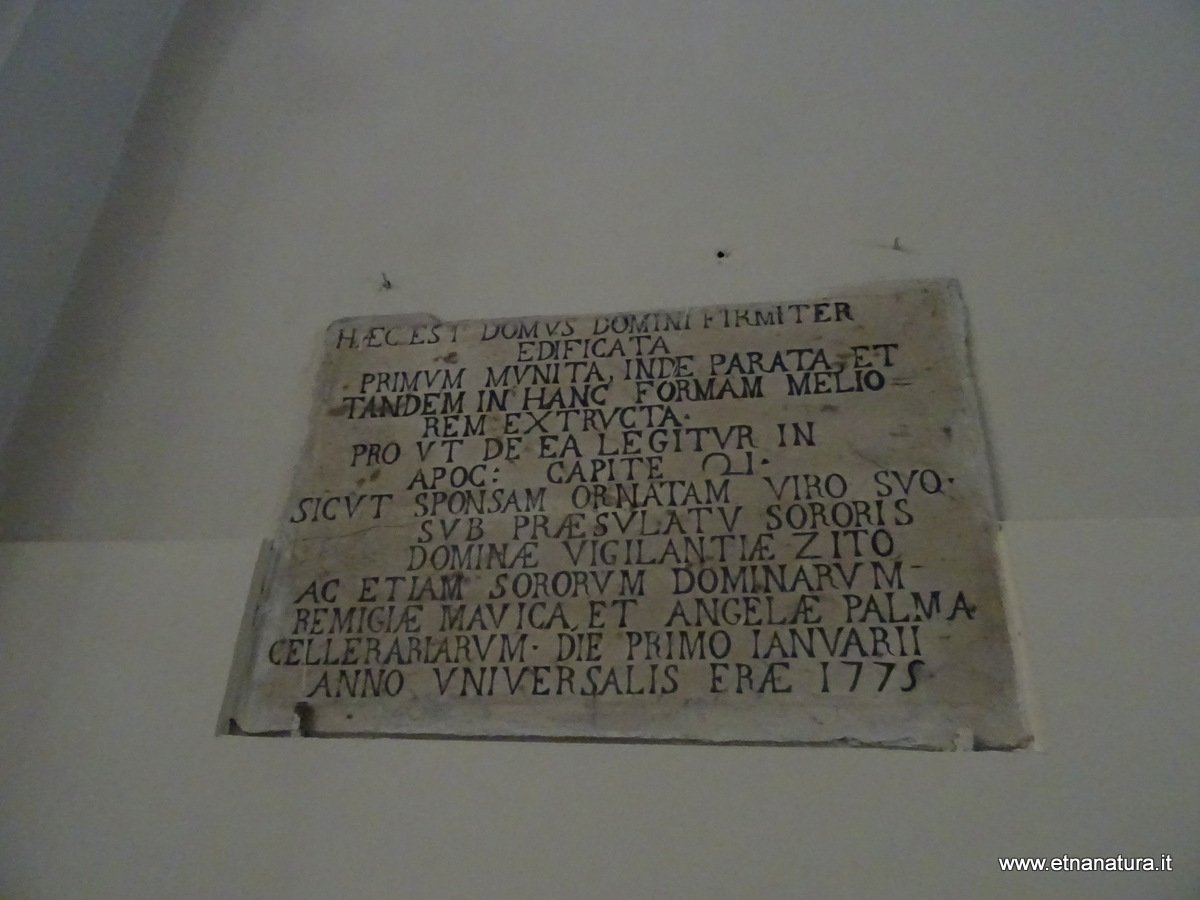 HÆC EST DOMVS DOMINI FIRMITER
EDIFICATA
PRIMVM MVNITA, INDE PARATA, ET
TANDEM IN HANC FORMAM MELIO=
REM EXTRVCTA.
PRO VT DE EA LEGITVR IN
APOC: CAPITE 21.
SICVT SPONSAM ORNATAM VIRO SVO.
SVB PRÆSVLATV SORORIS
DOMINÆ VIGILANTIÆ ZITO
AC ETIAM SORORVM DOMINARVM
REMIGIÆ MAVICA, ET ANGELÆ PALMA
CELLERARIARVM. DIE PRIMO IANVARII
ANNO VNIVERSALIS ERÆ 1775
www.etnanatura.it